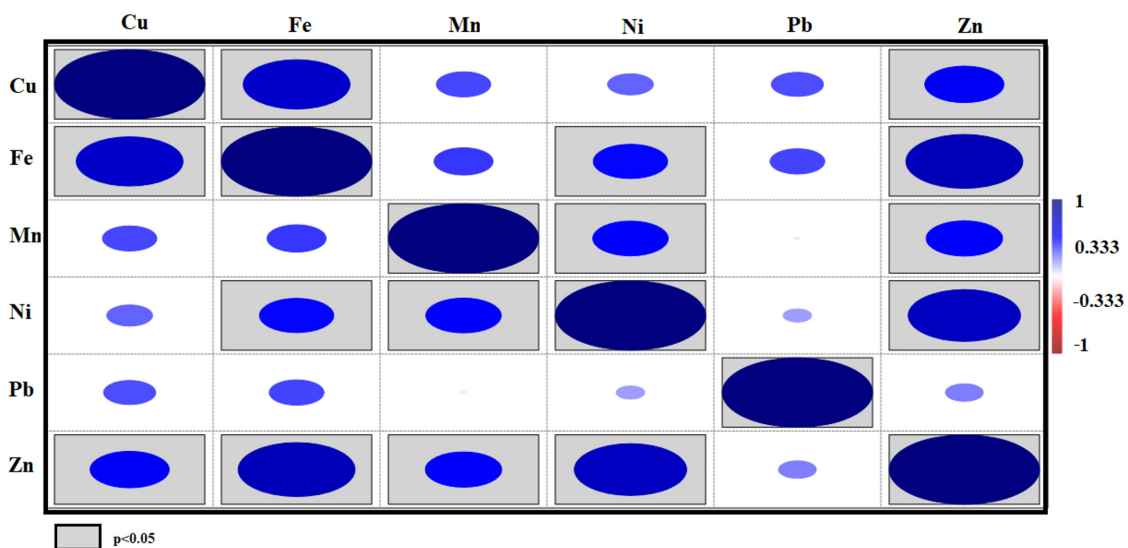 Cu Fe Mn Ni Pb Zn
Cu
Fe
Mn
Ni
Pb
Zn
1
0.333
-0.333
-1
p<0.05